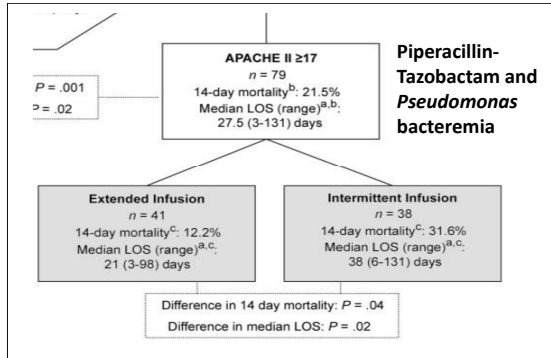 APACHE II ≥17
n = 79
14-day mortalityᵇ: 21.5%
Median LOS (range)ᵃ,ᵇ:
27.5 (3-131) days
Piperacillin-
Tazobactam and
Pseudomonas
bacteremia
P = .001
P = .02
Extended Infusion
n = 41
14-day mortalityᶜ: 12.2%
Median LOS (range)ᵃ,ᶜ:
21 (3-98) days
Intermittent Infusion
n = 38
14-day mortalityᶜ: 31.6%
Median LOS (range)ᵃ,ᶜ:
38 (6-131) days
Difference in 14 day mortality: P = .04
Difference in median LOS: P = .02